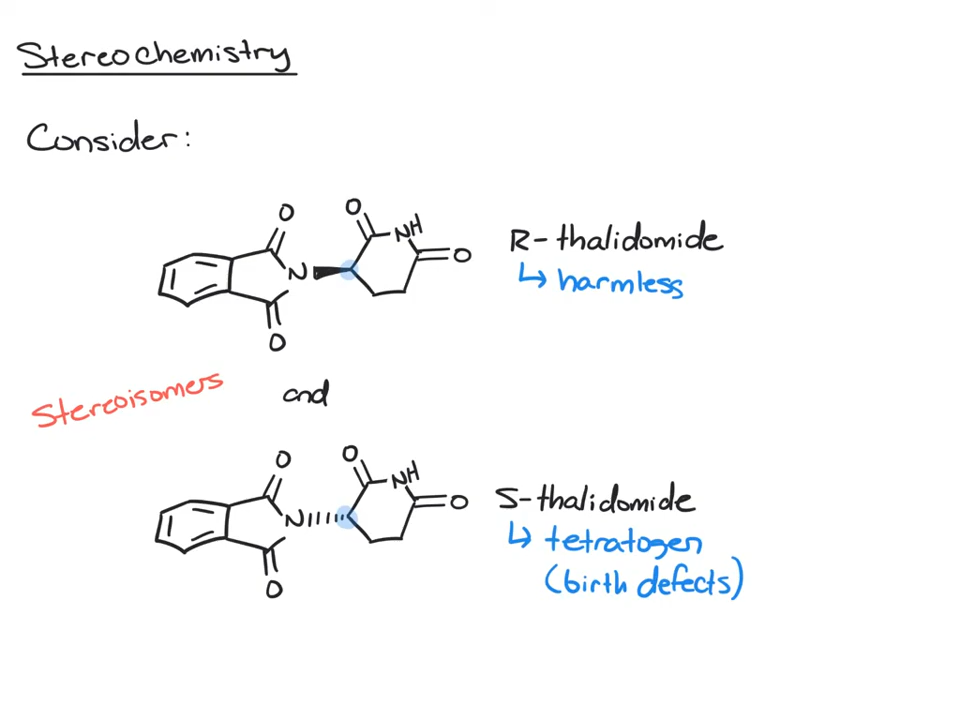 Stereochemistry
Consider:
O
O
NH
O
N
O
R-thalidomide
↳ harmless
Stereoisomers
and
O
O
NH
O
N
O
S-thalidomide
↳ tetratogen
(birth defects)